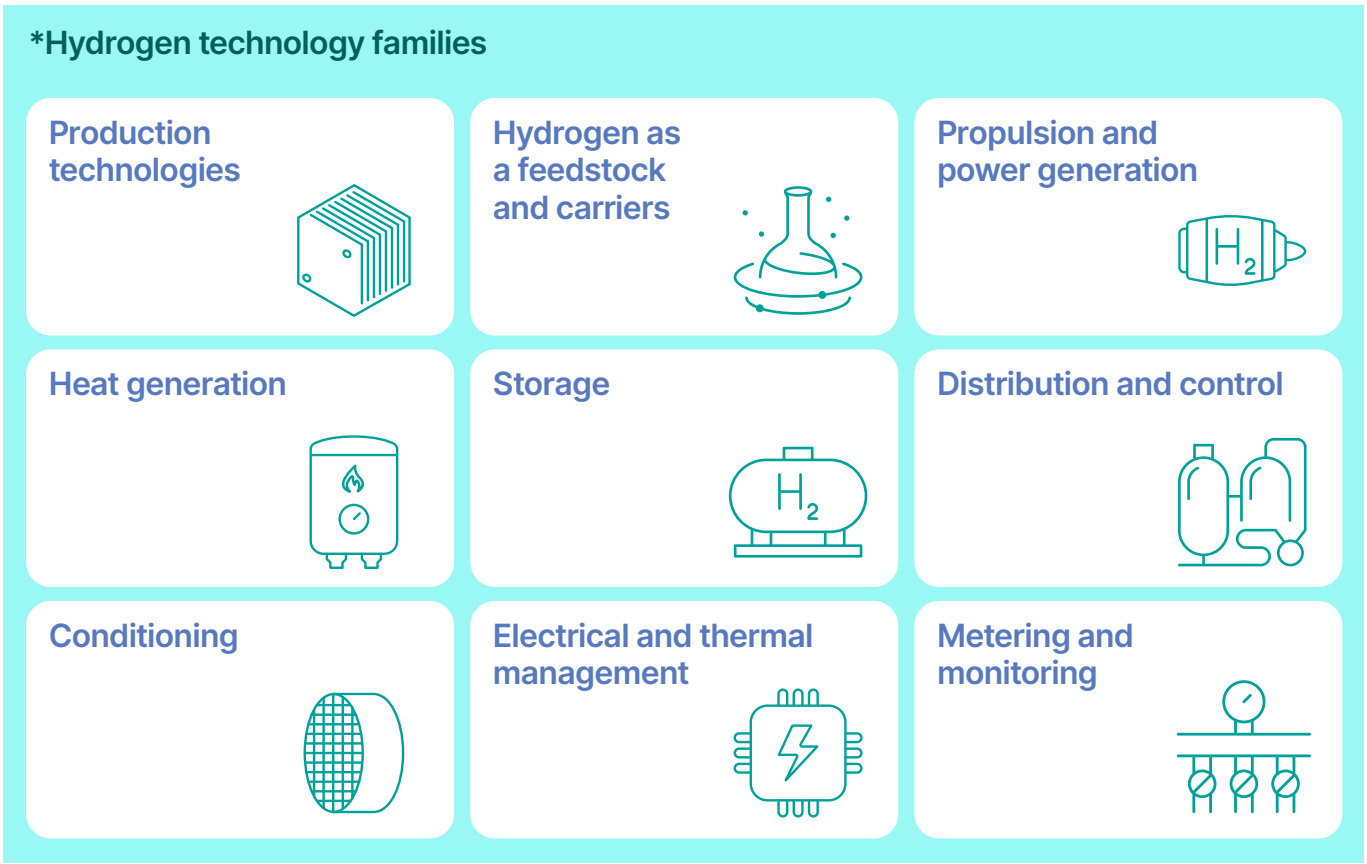 *Hydrogen technology families
Production
technologies
Hydrogen as
a feedstock
and carriers
Propulsion and
power generation
H2
Heat generation
Storage
H2
Distribution and control
Conditioning
Electrical and thermal
management
Metering and
monitoring